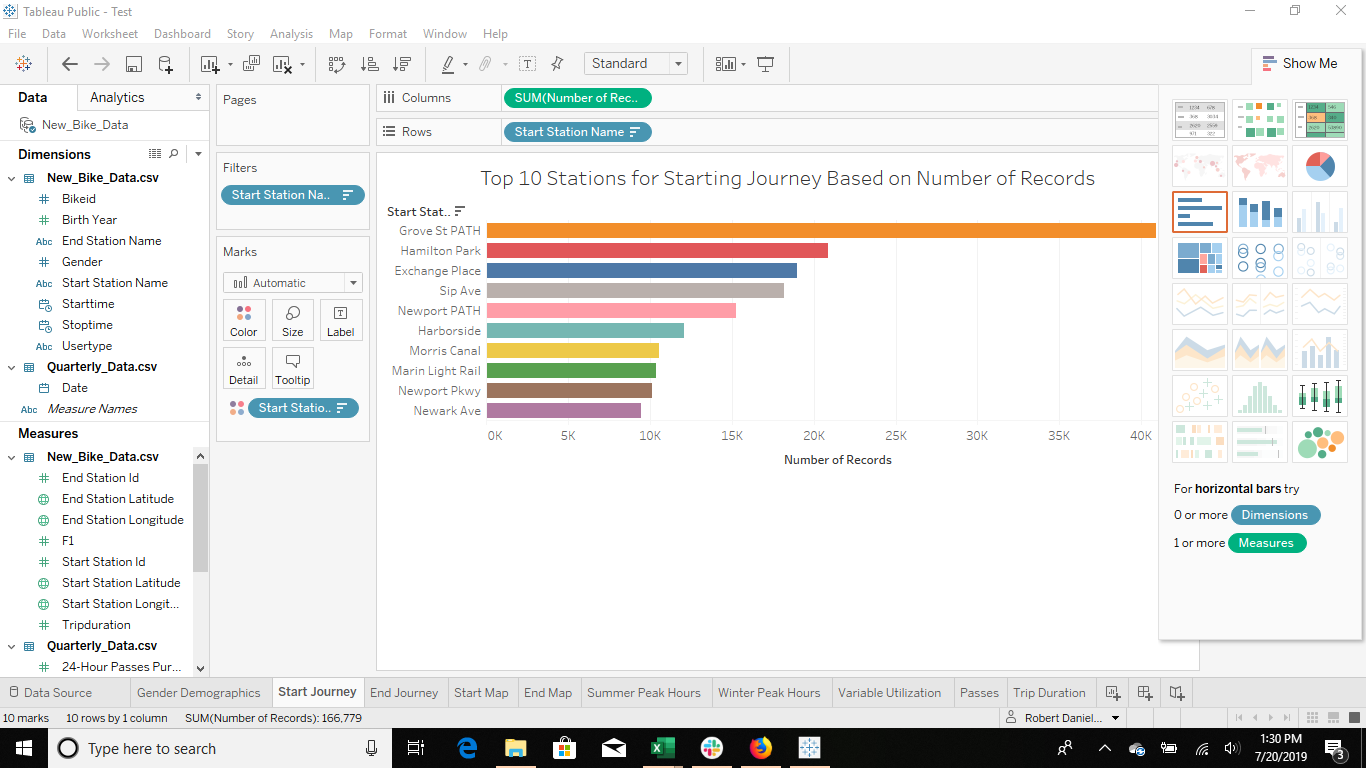 Tableau Public - Test
File Data Worksheet Dashboard Story Analysis Map Format Window Help
Standard
Show Me
Data Analytics
New_Bike_Data
Dimensions
New_Bike_Data.csv
Bikeid
Birth Year
Abc End Station Name
Gender
Abc Start Station Name
Starttime
Stoptime
Abc Usertype
Quarterly_Data.csv
Date
Abc Measure Names
Measures
New_Bike_Data.csv
End Station Id
End Station Latitude
End Station Longitude
F1
Start Station Id
Start Station Latitude
Start Station Longit...
Tripduration
Quarterly_Data.csv
24-Hour Passes Pur...
Pages
Filters
Start Station Na..
Marks
Automatic
Color Size Label
Detail Tooltip
Start Statio..
Columns SUM(Number of Rec..
Rows Start Station Name
Top 10 Stations for Starting Journey Based on Number of Records
Start Stat..
Grove St PATH
Hamilton Park
Exchange Place
Sip Ave
Newport PATH
Harborside
Morris Canal
Marin Light Rail
Newport Pkwy
Newark Ave
0K 5K 10K 15K 20K 25K 30K 35K 40K
Number of Records
For horizontal bars try
0 or more Dimensions
1 or more Measures
Data Source Gender Demographics Start Journey End Journey Start Map End Map Summer Peak Hours Winter Peak Hours Variable Utilization Passes Trip Duration
10 marks 10 rows by 1 column SUM(Number of Records): 166,779
Robert Daniel...
Type here to search
1:30 PM
7/20/2019
3